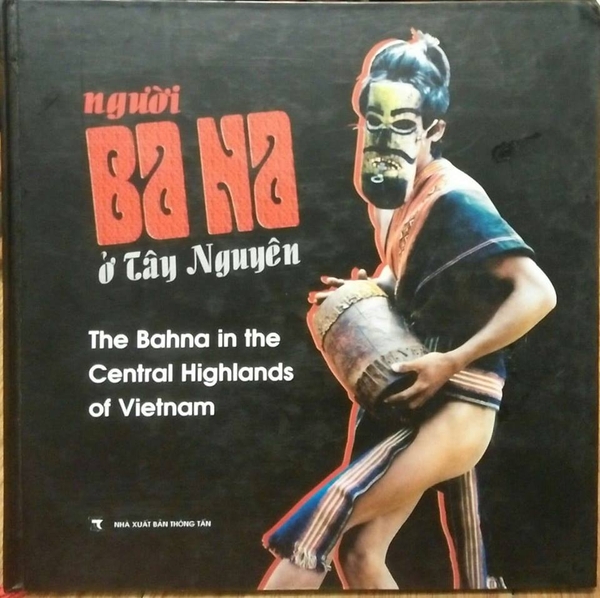 người
BA NA
ở Tây Nguyên
The Bahna in the
Central Highlands
of Vietnam
NHÀ XUẤT BẢN THÔNG TẤN